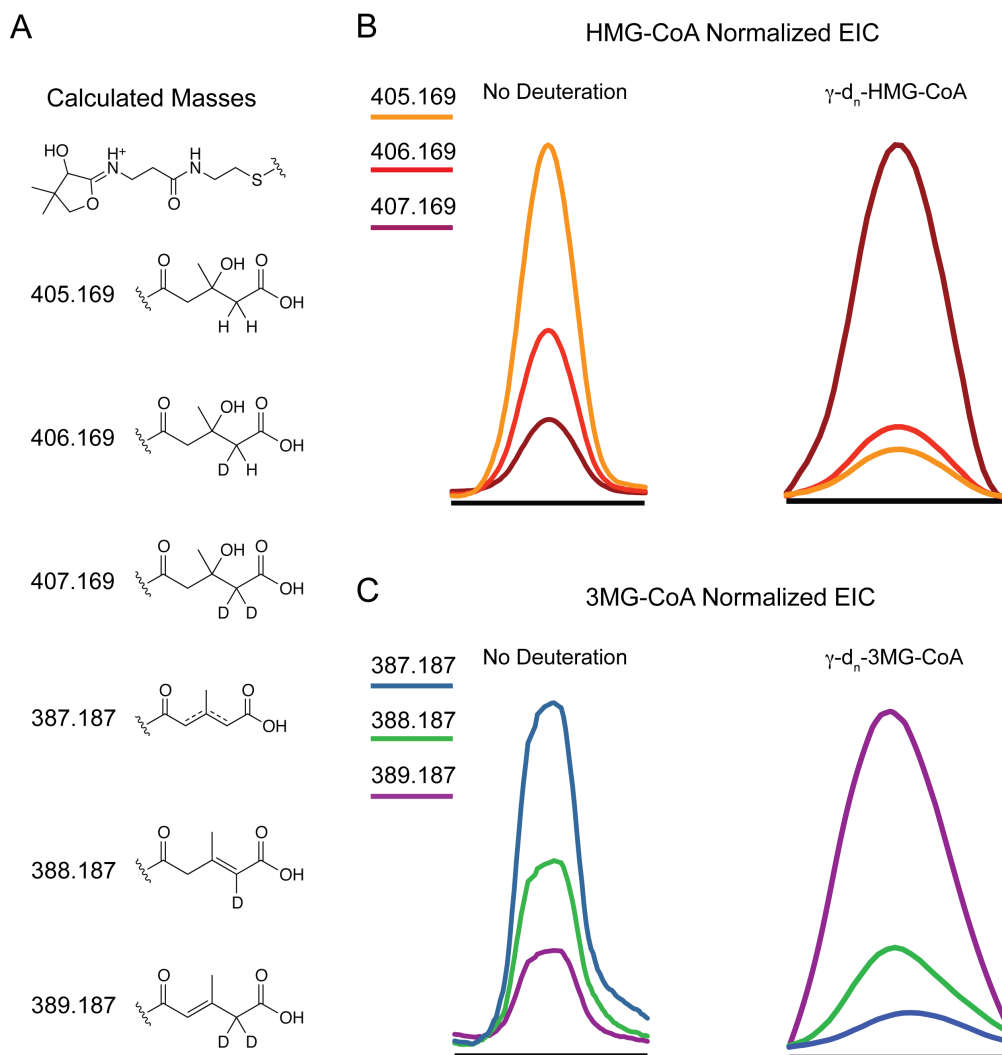 A
Calculated Masses
HO
H
N+
O
O
H
N
S
405.169
O
OH
O
OH
H H
406.169
O
OH
O
OH
D H
407.169
O
OH
O
OH
D D
387.187
O
O
OH
388.187
O
O
OH
D
389.187
O
O
OH
D D
B
HMG-CoA Normalized EIC
405.169
406.169
407.169
No Deuteration
γ-dn-HMG-CoA
C
3MG-CoA Normalized EIC
387.187
388.187
389.187
No Deuteration
γ-dn-3MG-CoA